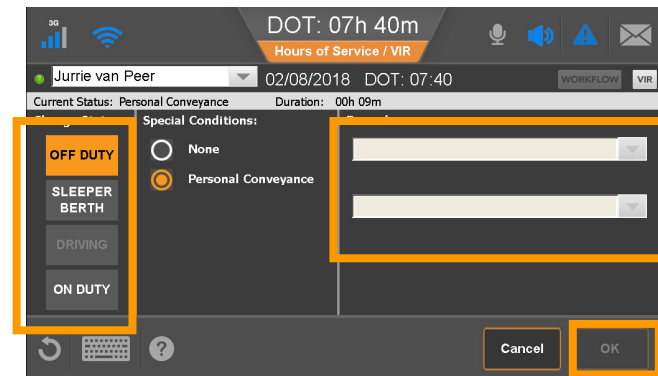 3G
DOT: 07h 40m
Hours of Service / VIR
Jurrie van Peer
02/08/2018 DOT: 07:40
WORKFLOW
VIR
Current Status: Personal Conveyance
Duration: 00h 09m
Special Conditions:
OFF DUTY
SLEEPER
BERTH
DRIVING
ON DUTY
None
Personal Conveyance
?
Cancel
OK